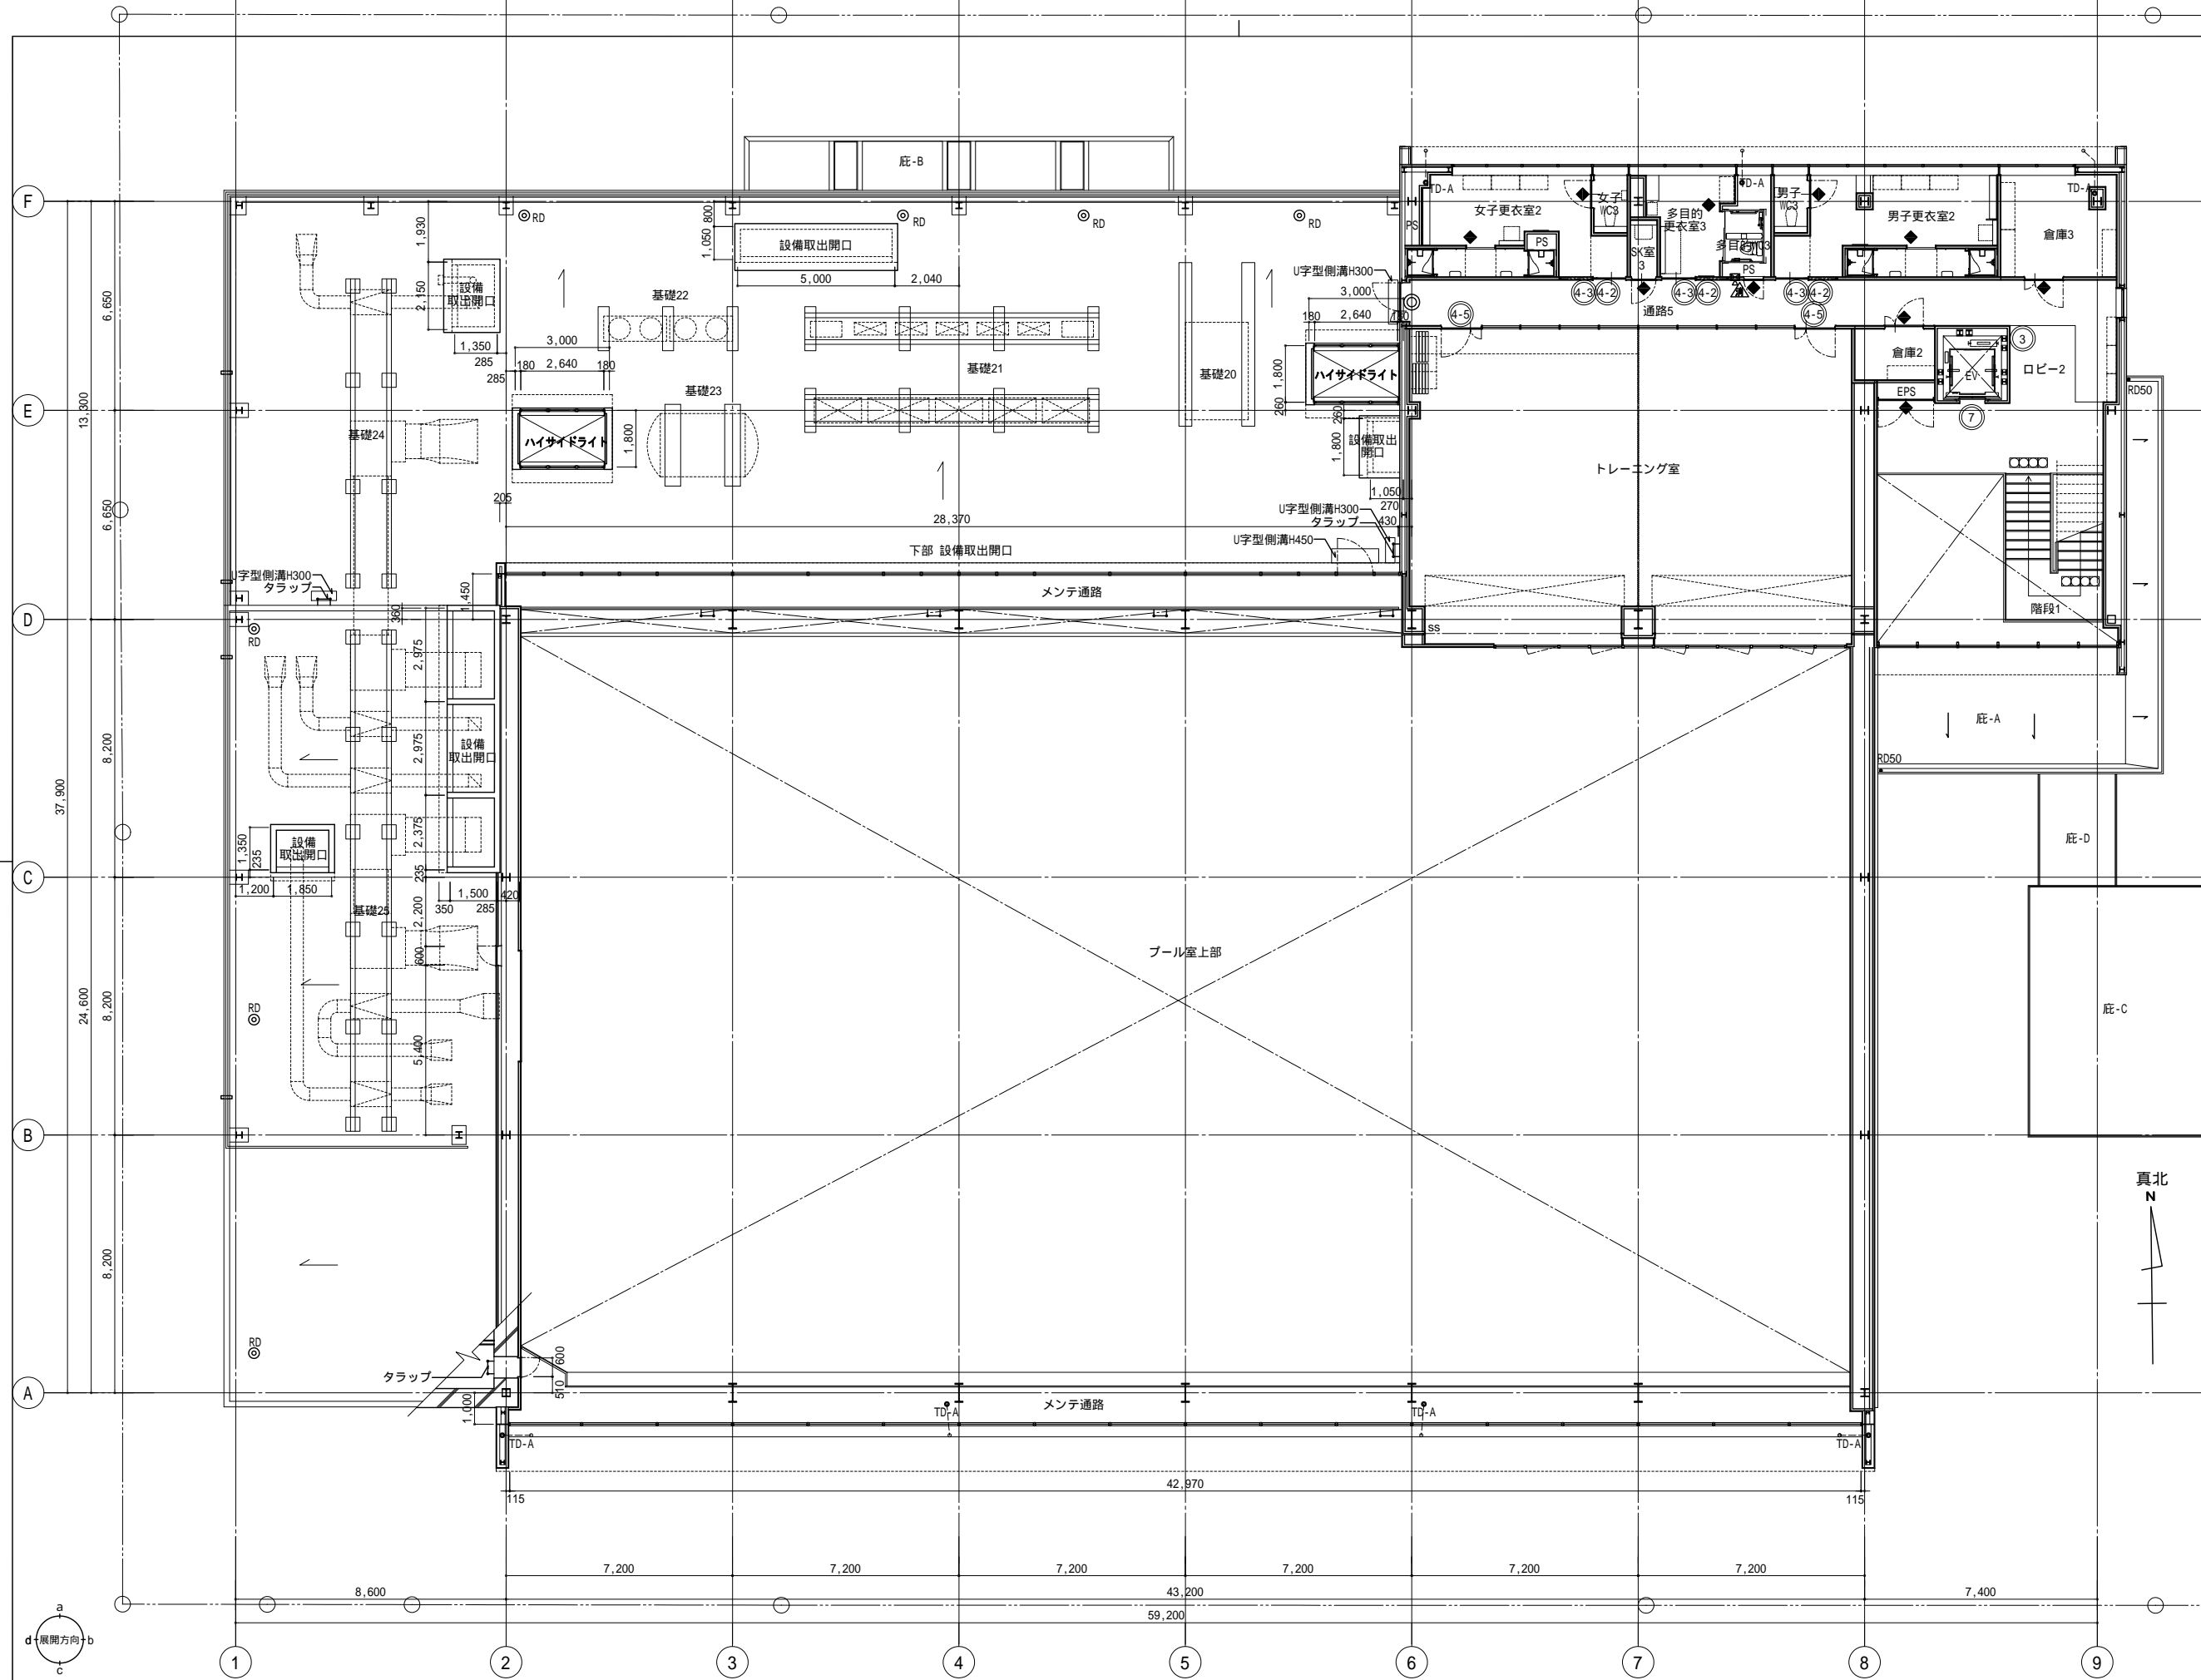 庇-B
F
RD
RD
RD
RD
1,930
1,050
800
設備取出開口
5,000
2,040
設備
取出開口
2,150
1,350
285
285
基礎22
3,000
180
2,640
180
基礎21
基礎20
基礎23
U字型側溝H300
3,000
180
2,640
ハイサイドライト
1,800
260
260
1,800
設備取出
開口
1,050
270
430
TD-A
PS
女子更衣室2
PS
女子
WC3
SK室
3
多目的
更衣室3
TD-A
多目的WC3
PS
男子
WC3
男子更衣室2
TD-A
倉庫3
4-3
4-2
4-3
4-2
4-3
4-2
4-5
通路5
4-5
倉庫2
EV
3
ロビー2
EPS
7
RD50
6,650
13,300
E
基礎24
ハイサイドライト
1,800
トレーニング室
205
6,650
28,370
U字型側溝H300
タラップ
U字型側溝H450
下部 設備取出開口
U字型側溝H300
タラップ
1,450
メンテ通路
階段1
360
D
RD
SS
2,975
庇-A
8,200
2,975
設備
取出開口
RD50
37,900
2,375
1,350
235
設備
取出開口
庇-D
C
235
1,200
1,850
1,500
420
350
285
基礎25
2,200
600
プール室上部
24,600
8,200
RD
庇-C
5,400
B
真北
N
8,200
RD
タラップ
600
510
A
1,000
メンテ通路
TD-A
TD-A
TD-A
TD-A
42,970
115
115
7,200
7,200
7,200
7,200
7,200
7,200
8,600
43,200
7,400
59,200
a
d
展開方向
b
c
1
2
3
4
5
6
7
8
9